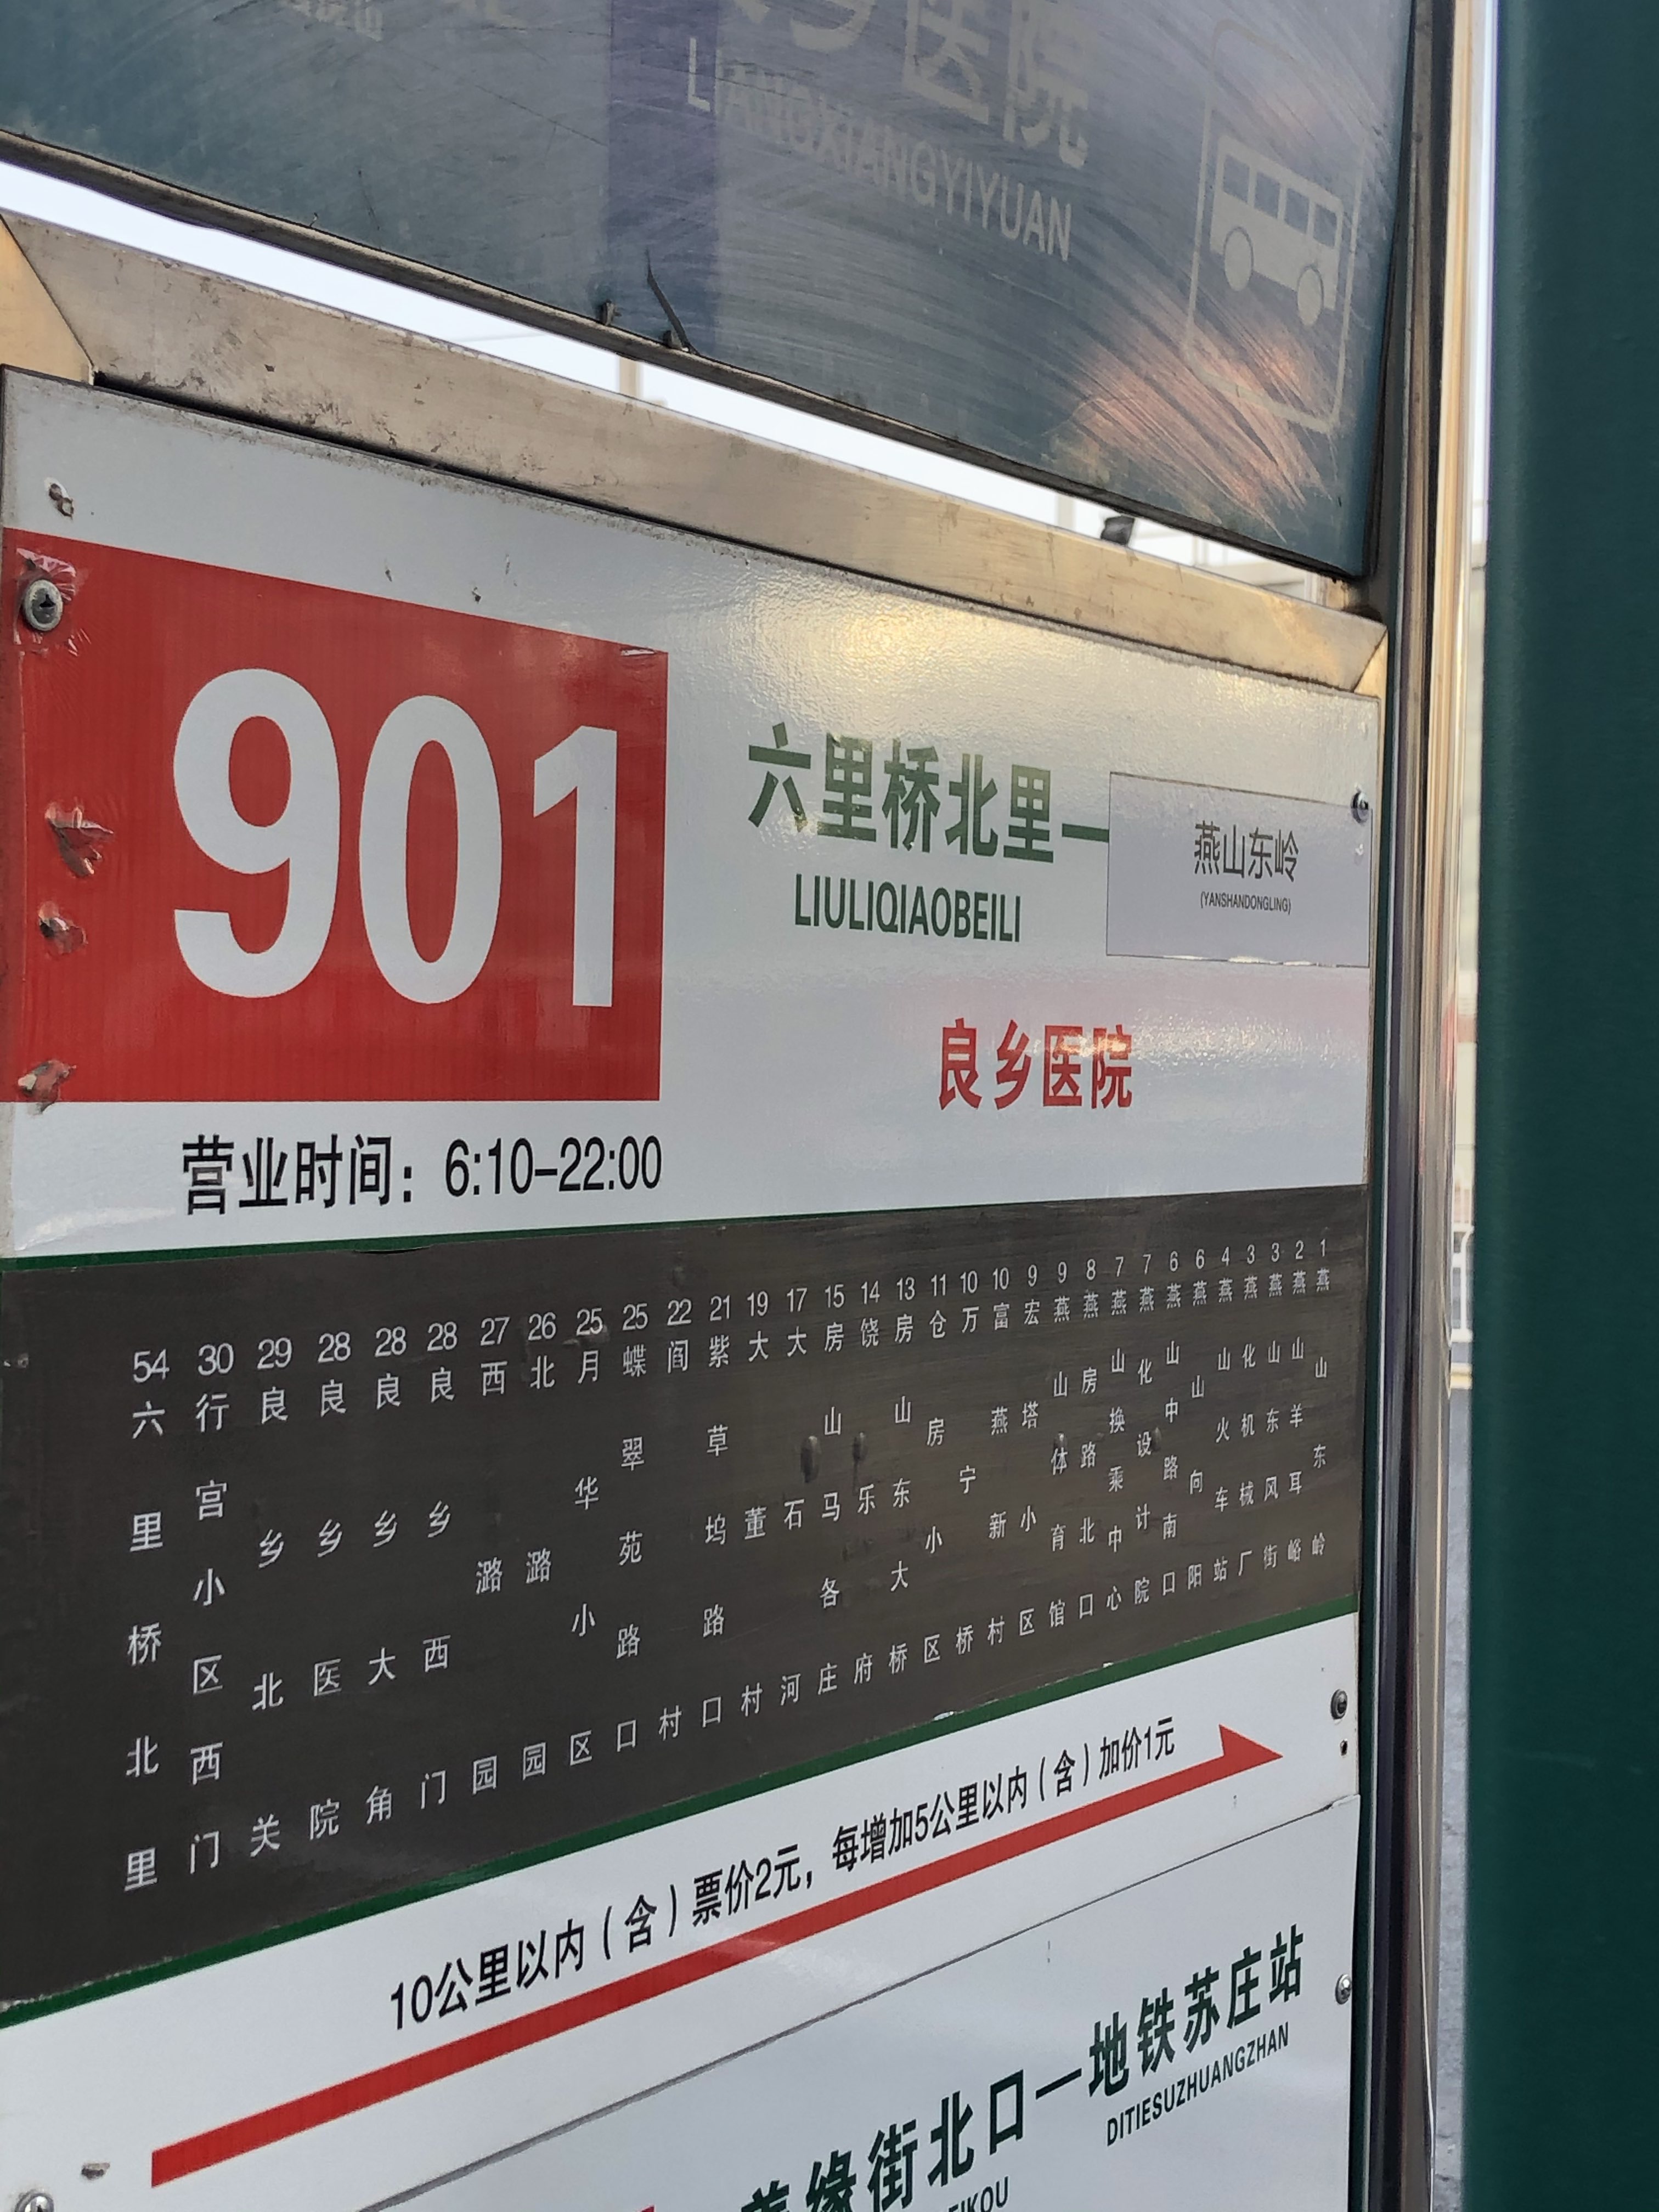 乡医院
LIANGXIANGYIYUAN
901
六里桥北里—
LIULIQIAOBEILI
燕山东岭
(YANSHANDONGLING)
良乡医院
营业时间：6:10–22:00
54 六里桥北里
30 行宫小区西门
29 良乡北关
28 良乡医院
28 良乡大角
28 良乡西门
27 西潞园
26 北潞园
25 月华小区
25 蝶翠苑路口
22 阎村
21 紫草坞路口
19 大董村
17 大石河
15 房山马各庄
14 饶乐府
13 房山东大桥
11 仓房小区
10 万宁桥
10 富燕新村
9 宏塔小区
9 燕山体育馆
8 燕房路北口
7 燕山换乘中心
7 燕化设计院
6 燕山中路南口
6 燕山向阳
4 燕山火车站
3 燕化机械厂
3 燕山东风街
2 燕山羊耳峪
1 燕山东岭
10公里以内（含）票价2元，每增加5公里以内（含）加价1元
缘街北口—地铁苏庄站
DITIESUZHUANGZHAN